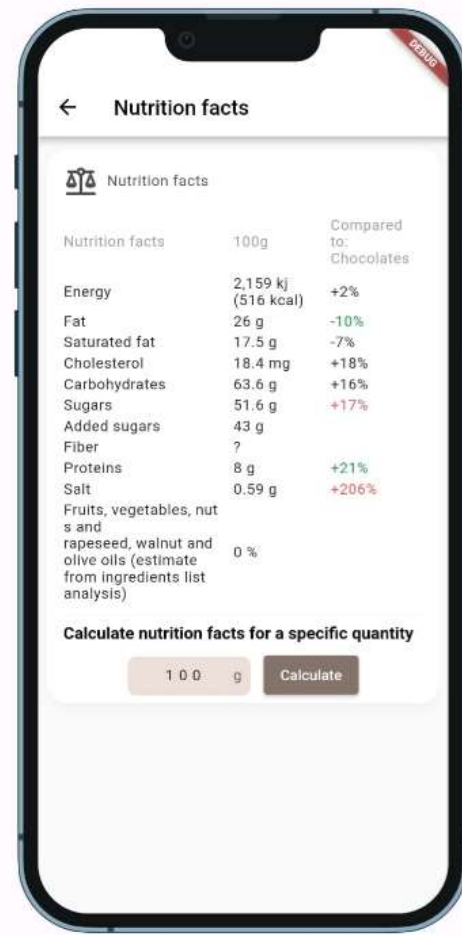 DEBUG
Nutrition facts
Nutrition facts
Nutrition facts 100g Compared
to:
Chocolates
Energy 2,159 kj
(516 kcal) +2%
Fat 26 g -10%
Saturated fat 17.5 g -7%
Cholesterol 18.4 mg +18%
Carbohydrates 63.6 g +16%
Sugars 51.6 g +17%
Added sugars 43 g
Fiber ?
Proteins 8 g +21%
Salt 0.59 g +206%
Fruits, vegetables, nut
s and
rapeseed, walnut and
olive oils (estimate 0 %
from ingredients list
analysis)
Calculate nutrition facts for a specific quantity
100 g Calculate